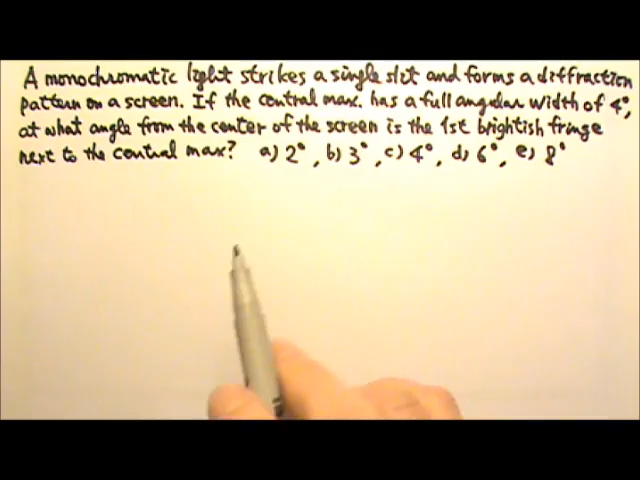 A monochromatic light strikes a single slit and forms a diffraction
pattern on a screen. If the central max. has a full angular width of 4°,
at what angle from the center of the screen is the 1st brightish fringe
next to the central max? a) 2°, b) 3°, c) 4°, d) 6°, e) 8°